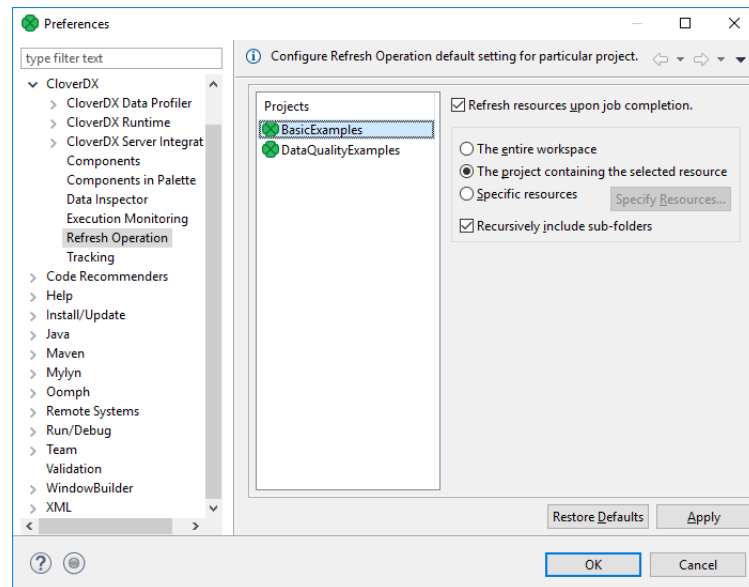 Preferences
type filter text
CloverDX
CloverDX Data Profiler
CloverDX Runtime
CloverDX Server Integrat
Components
Components in Palette
Data Inspector
Execution Monitoring
Refresh Operation
Tracking
Code Recommenders
Help
Install/Update
Java
Maven
Mylyn
Oomph
Remote Systems
Run/Debug
Team
Validation
WindowBuilder
XML
Configure Refresh Operation default setting for particular project.
Projects
BasicExamples
DataQualityExamples
Refresh resources upon job completion.
The entire workspace
The project containing the selected resource
Specific resources
Specify Resources...
Recursively include sub-folders
Restore Defaults
Apply
OK
Cancel